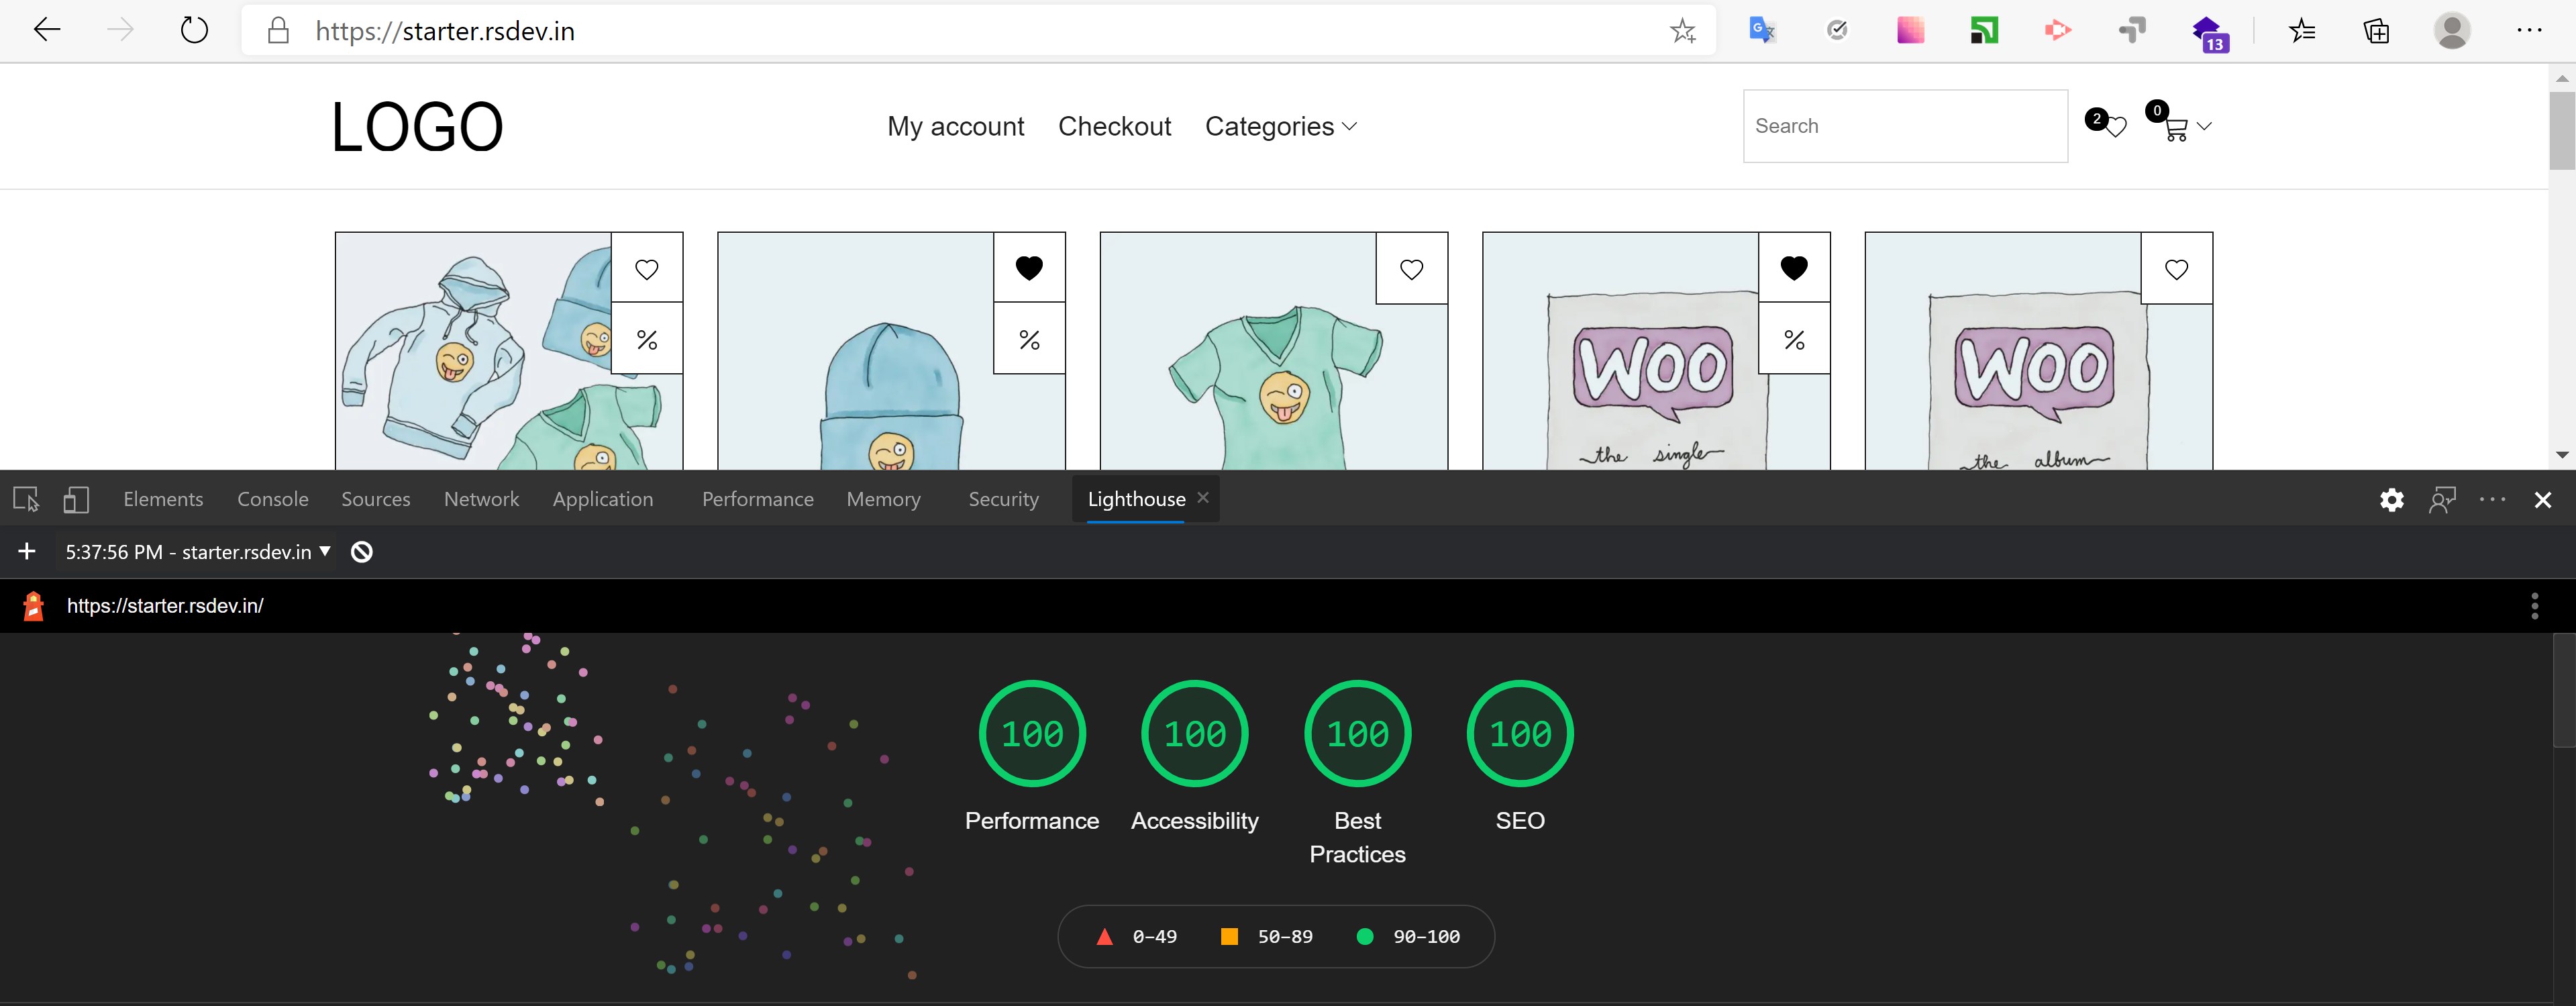 https://starter.rsdev.in
13
LOGO
My account Checkout Categories
Search
2
0
%
%
%
WOO
the single
WOO
the album
Elements Console Sources Network Application Performance Memory Security Lighthouse
5:37:56 PM - starter.rsdev.in
https://starter.rsdev.in/
100 100 100 100
Performance Accessibility Best Practices SEO
0–49 50–89 90–100